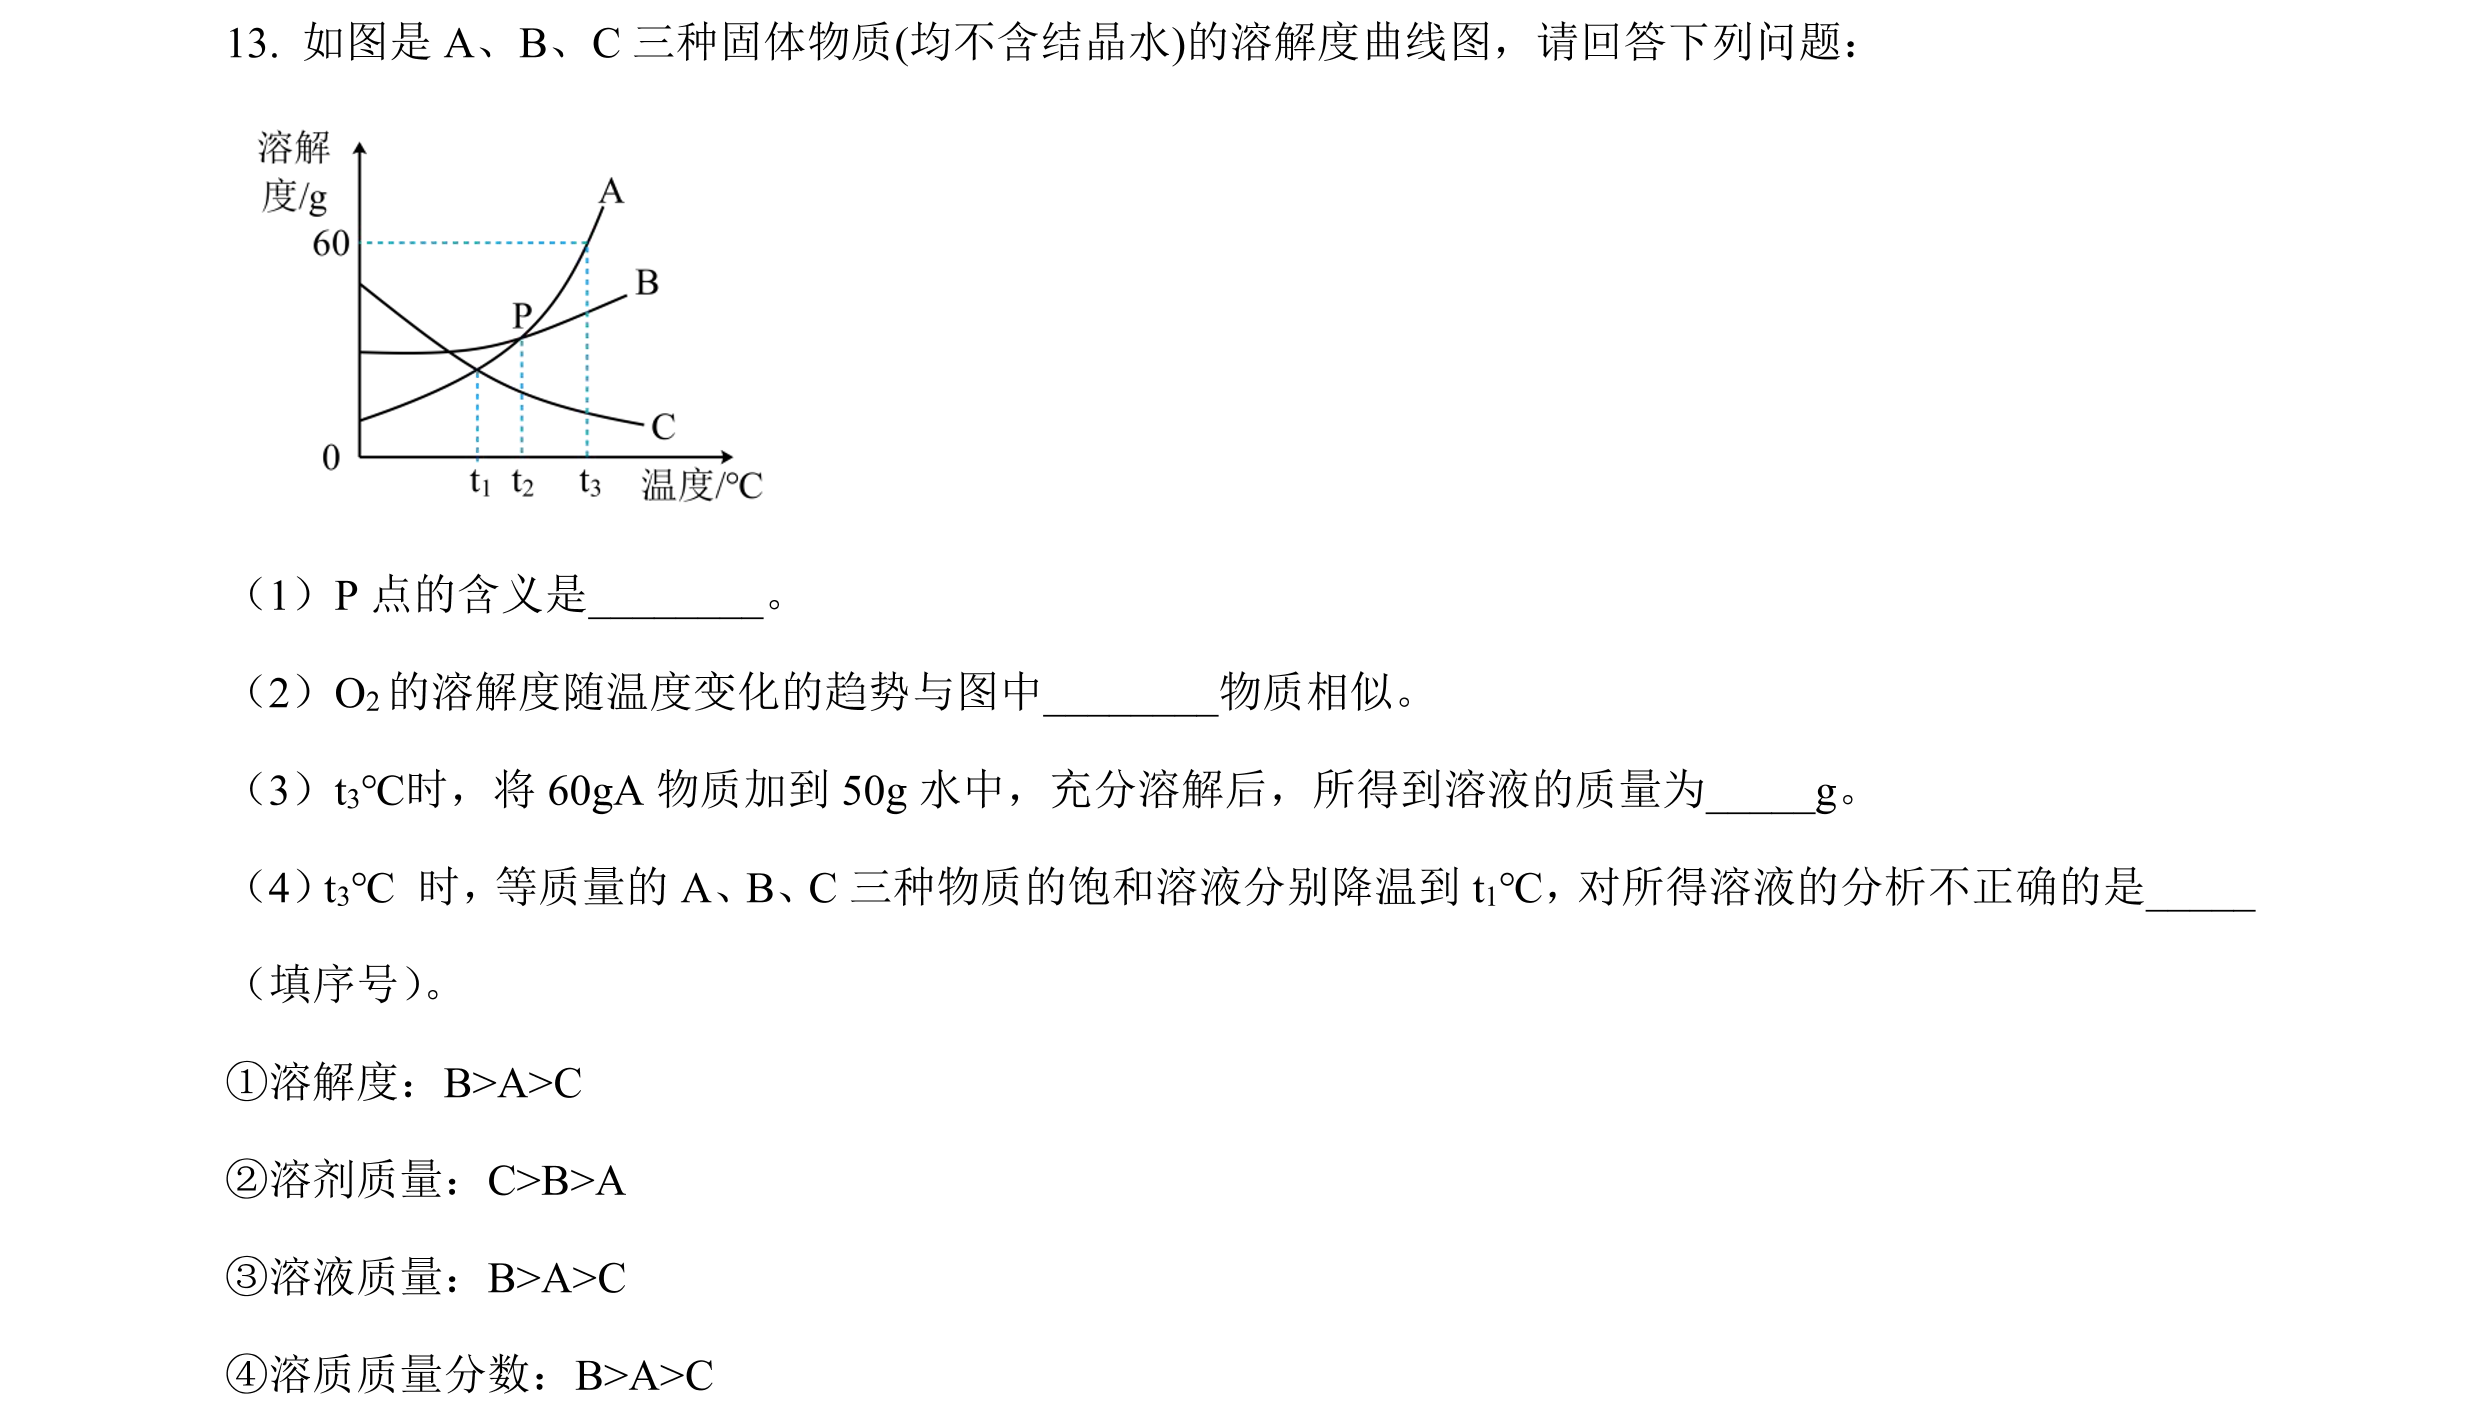 13. 如图是 A、B、C 三种固体物质(均不含结晶水)的溶解度曲线图，请回答下列问题：
溶解
度/g
A
60
B
P
C
0
t₁ t₂ t₃ 温度/℃
（1）P 点的含义是________。
（2）O₂的溶解度随温度变化的趋势与图中________物质相似。
（3）t₃℃时，将 60gA 物质加到 50g 水中，充分溶解后，所得到溶液的质量为_____g。
（4）t₃℃ 时，等质量的 A、B、C 三种物质的饱和溶液分别降温到 t₁℃，对所得溶液的分析不正确的是_____
（填序号）。
①溶解度：B>A>C
②溶剂质量：C>B>A
③溶液质量：B>A>C
④溶质质量分数：B>A>C